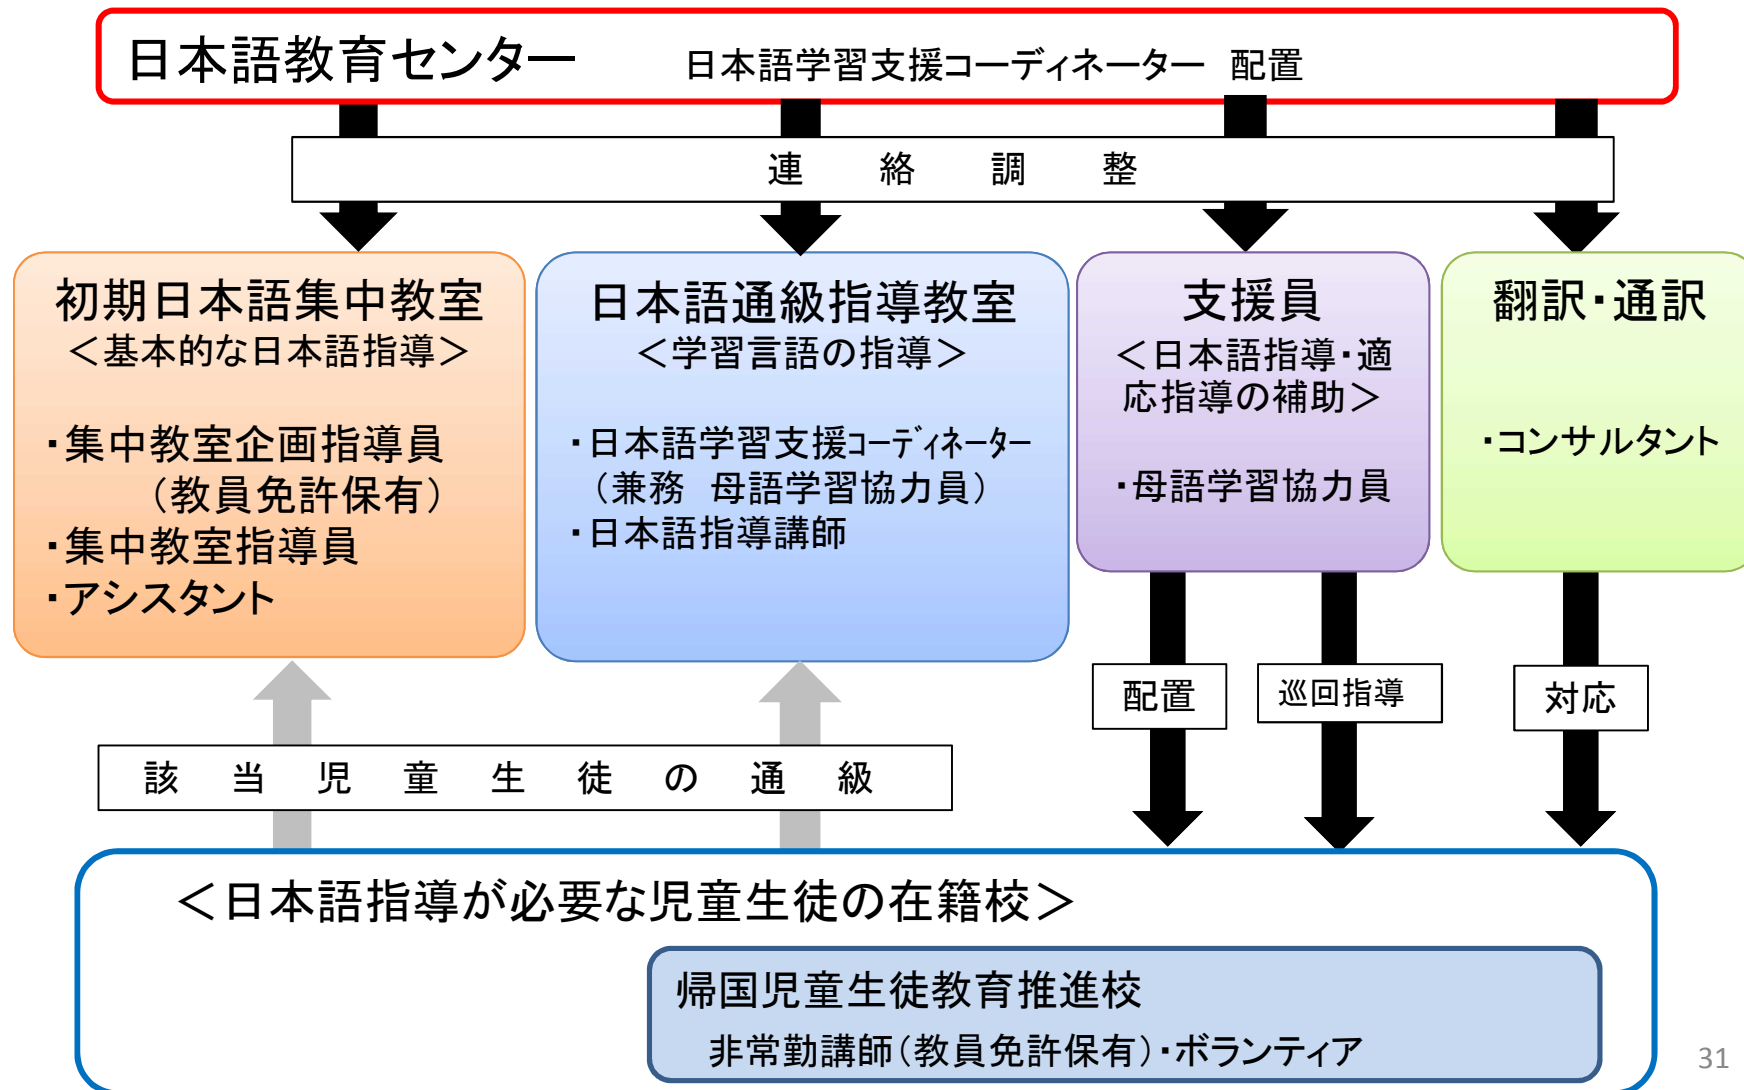 日本語教育センター　日本語学習支援コーディネーター　配置
連　絡　調　整
初期日本語集中教室
＜基本的な日本語指導＞
・集中教室企画指導員
（教員免許保有）
・集中教室指導員
・アシスタント
日本語通級指導教室
＜学習言語の指導＞
・日本語学習支援ｺｰﾃﾞｨﾈｰﾀｰ
（兼務　母語学習協力員）
・日本語指導講師
支援員
＜日本語指導・適
応指導の補助＞
・母語学習協力員
翻訳・通訳
・コンサルタント
配置
巡回指導
対応
該　当　児　童　生　徒　の　通　級
＜日本語指導が必要な児童生徒の在籍校＞
帰国児童生徒教育推進校
非常勤講師（教員免許保有）・ボランティア
31